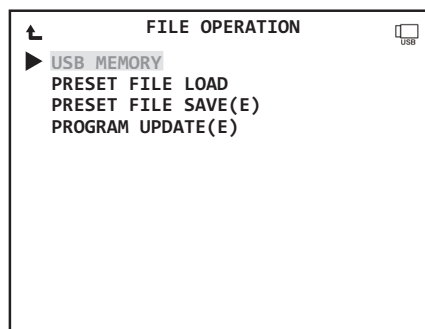 FILE OPERATION
USB
USB MEMORY
PRESET FILE LOAD
PRESET FILE SAVE(E)
PROGRAM UPDATE(E)